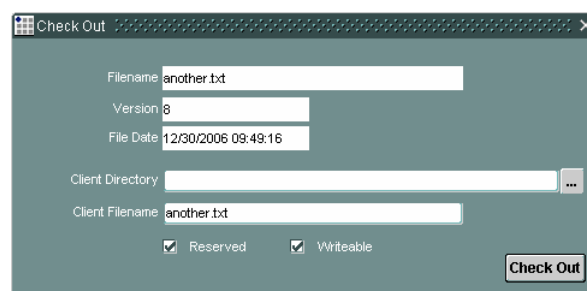 Check Out
Filename another.txt
Version 8
File Date 12/30/2006 09:49:16
Client Directory ...
Client Filename another.txt
Reserved Writeable
Check Out